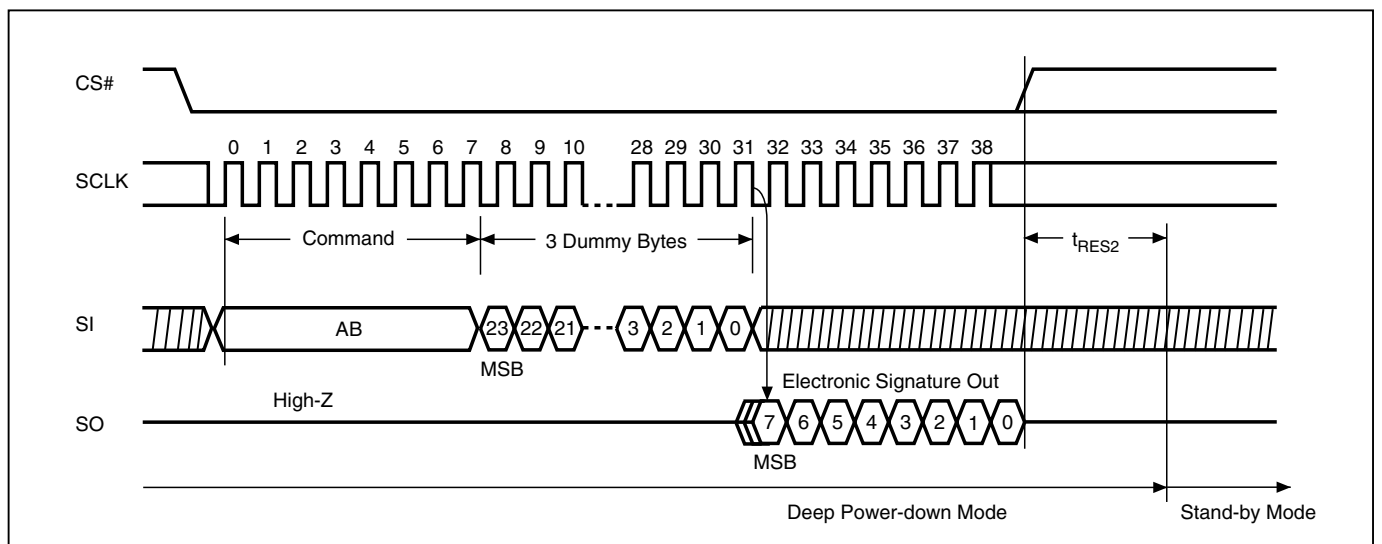 CS#
0 1 2 3 4 5 6 7 8 9 10 28 29 30 31 32 33 34 35 36 37 38
SCLK
Command 3 Dummy Bytes tRES2
SI AB 23 22 21 3 2 1 0
MSB
Electronic Signature Out
High-Z
SO 7 6 5 4 3 2 1 0
MSB
Deep Power-down Mode Stand-by Mode